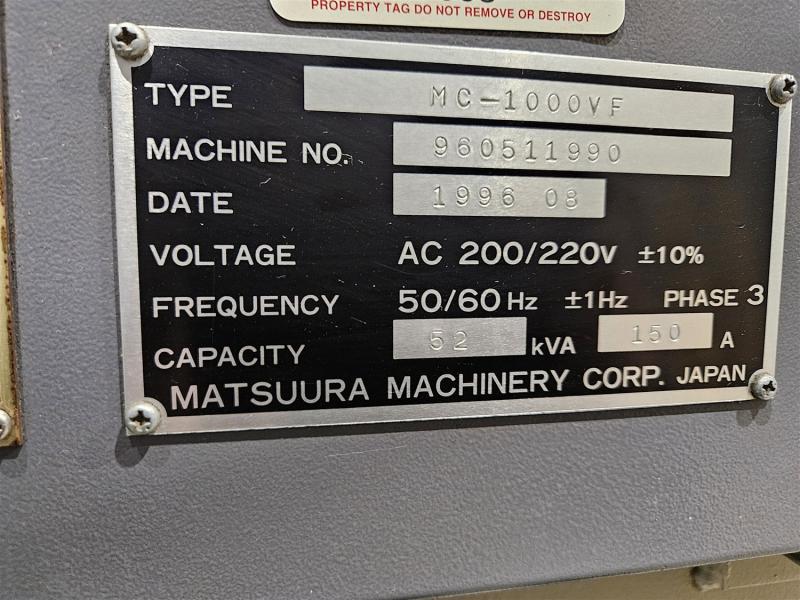 PROPERTY TAG DO NOT REMOVE OR DESTROY
TYPE MC-1000VF
MACHINE NO. 960511990
DATE 1996 08
VOLTAGE AC 200/220V ±10%
FREQUENCY 50/60 Hz ±1Hz PHASE 3
CAPACITY 52 kVA 150 A
MATSUURA MACHINERY CORP. JAPAN